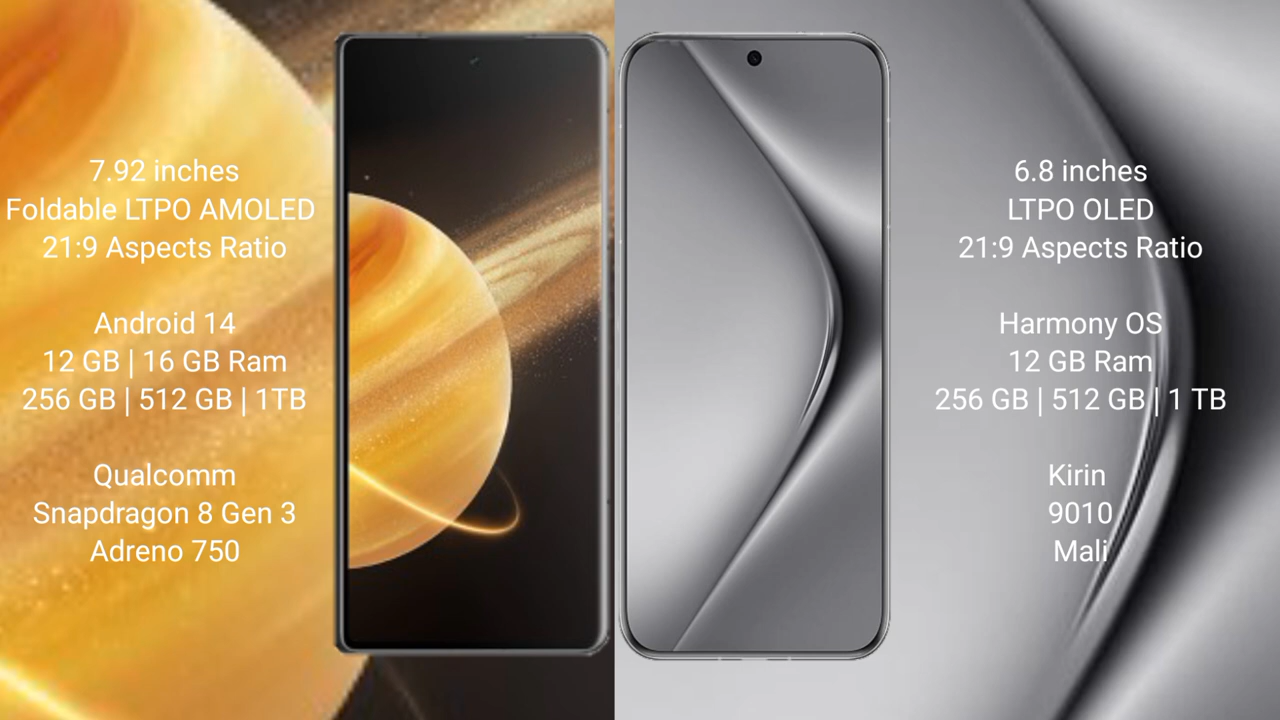 7.92 inches
Foldable LTPO AMOLED
21:9 Aspects Ratio
Android 14
12 GB | 16 GB Ram
256 GB | 512 GB | 1TB
Qualcomm
Snapdragon 8 Gen 3
Adreno 750
6.8 inches
LTPO OLED
21:9 Aspects Ratio
Harmony OS
12 GB Ram
256 GB | 512 GB | 1 TB
Kirin
9010
Mali